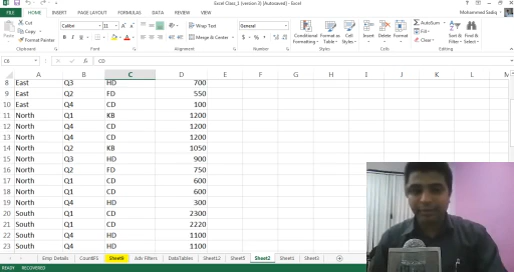 Excel Class_1 (version 3) [Autosaved] - Excel
FILE HOME INSERT PAGE LAYOUT FORMULAS DATA REVIEW VIEW Mohammed Sadiq
Cut
Copy
Format Painter
Paste
Calibri 11
Wrap Text
Merge & Center
General
Conditional Formatting
Format as Table
Cell Styles
Insert Delete Format
AutoSum
Fill
Clear
Sort & Filter
Find & Select
Clipboard Font Alignment Number Styles Cells Editing
C6 fx CD
A B C D E F G H I J K L M
8 East Q3 HD 700
9 East Q2 FD 550
10 East Q4 CD 100
11 North Q1 KB 1200
12 North Q4 CD 1200
13 North Q4 CD 1200
14 North Q2 KB 1050
15 North Q3 HD 900
16 North Q2 FD 750
17 North Q1 CD 600
18 North Q1 CD 600
19 North Q4 HD 300
20 South Q1 CD 2300
21 South Q1 CD 2220
22 South Q4 HD 1100
23 South Q4 HD 1100
Emp Details CountIFS Sheet6 Adv Filters DataTables Sheet12 Sheet5 Sheet2 Sheet1 Sheet3
READY RECOVERED